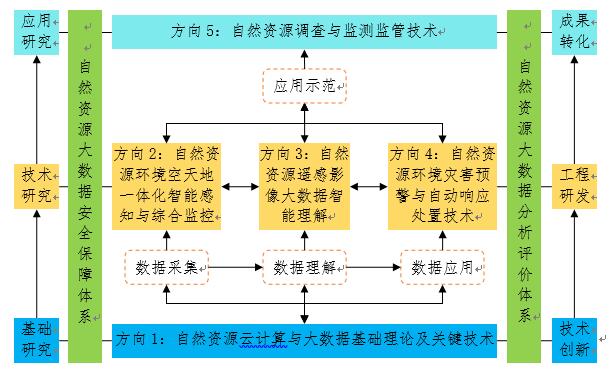 应用
研究
自然资源大数据安全保障体系
方向 5：自然资源调查与监测监管技术
自然资源大数据分析评价体系
成果
转化
应用示范
技术
研究
方向 2：自然资
源环境空天地
一体化智能感
知与综合监控
方向 3：自然
资源遥感影
像大数据智
能理解
方向 4：自然资
源环境灾害预
警与自动响应
处置技术
工程
研发
数据采集
数据理解
数据应用
基础
研究
方向 1：自然资源云计算与大数据基础理论及关键技术
技术
创新